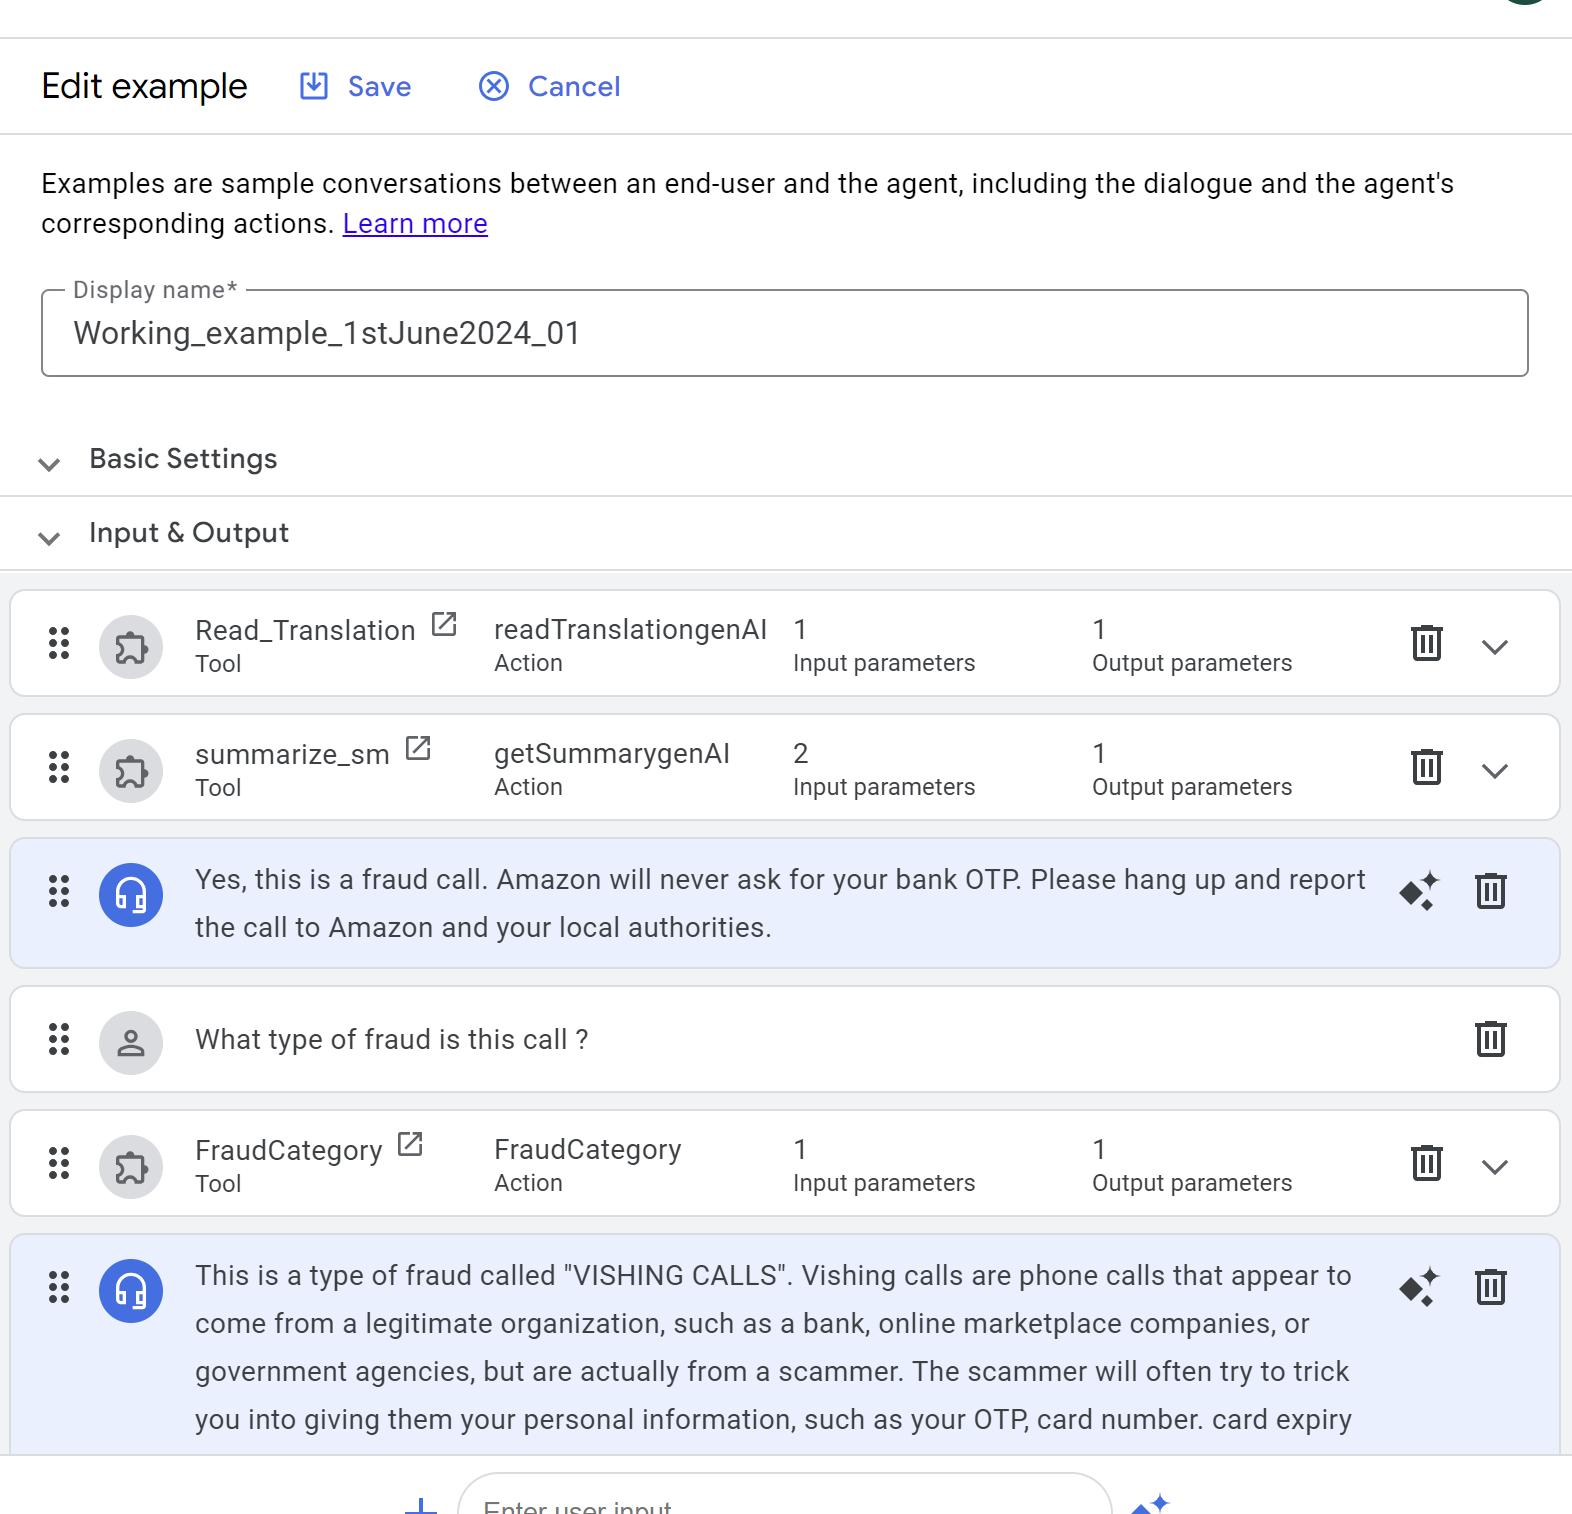 Edit example Save Cancel
Examples are sample conversations between an end-user and the agent, including the dialogue and the agent's
corresponding actions. Learn more
Display name*
Working_example_1stJune2024_01
Basic Settings
Input & Output
Read_Translation readTranslationgenAI 1 1
Tool Action Input parameters Output parameters
summarize_sm getSummarygenAI 2 1
Tool Action Input parameters Output parameters
Yes, this is a fraud call. Amazon will never ask for your bank OTP. Please hang up and report
the call to Amazon and your local authorities.
What type of fraud is this call ?
FraudCategory FraudCategory 1 1
Tool Action Input parameters Output parameters
This is a type of fraud called "VISHING CALLS". Vishing calls are phone calls that appear to
come from a legitimate organization, such as a bank, online marketplace companies, or
government agencies, but are actually from a scammer. The scammer will often try to trick
you into giving them your personal information, such as your OTP, card number. card expiry
Enter user input